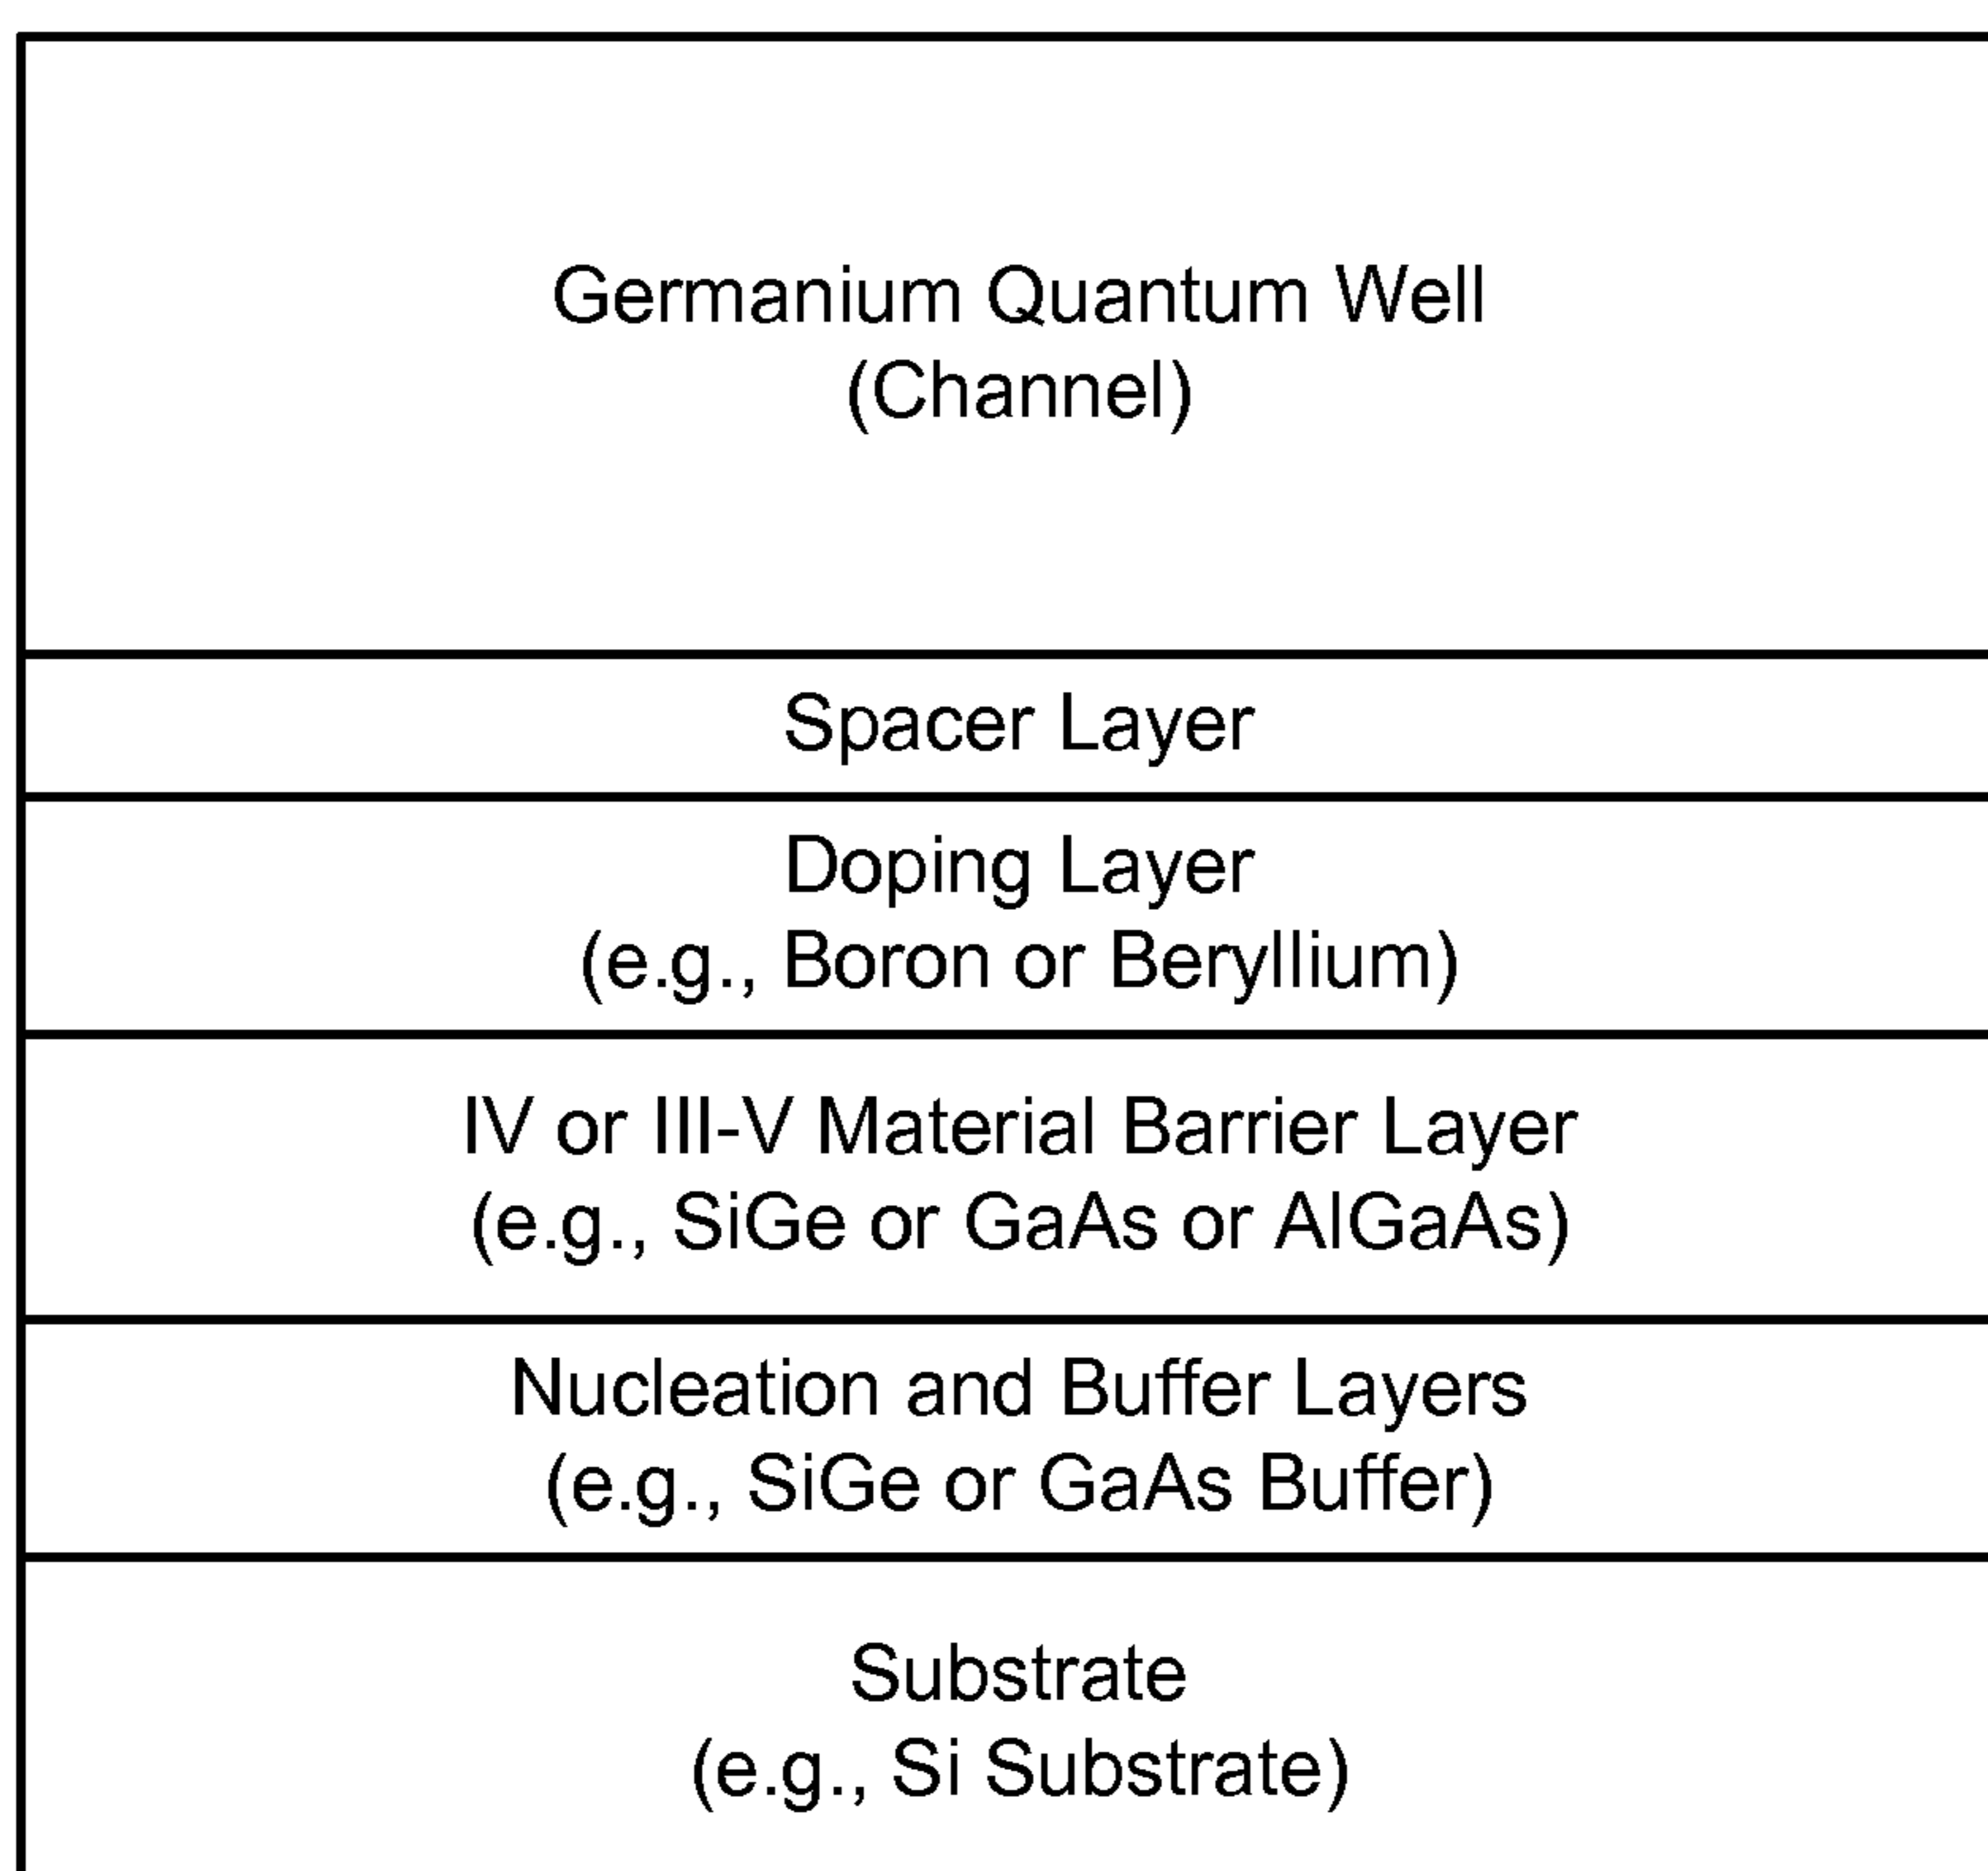 Germanium Quantum Well
(Channel)
Spacer Layer
Doping Layer
(e.g., Boron or Beryllium)
IV or III-V Material Barrier Layer
(e.g., SiGe or GaAs or AlGaAs)
Nucleation and Buffer Layers
(e.g., SiGe or GaAs Buffer)
Substrate
(e.g., Si Substrate)